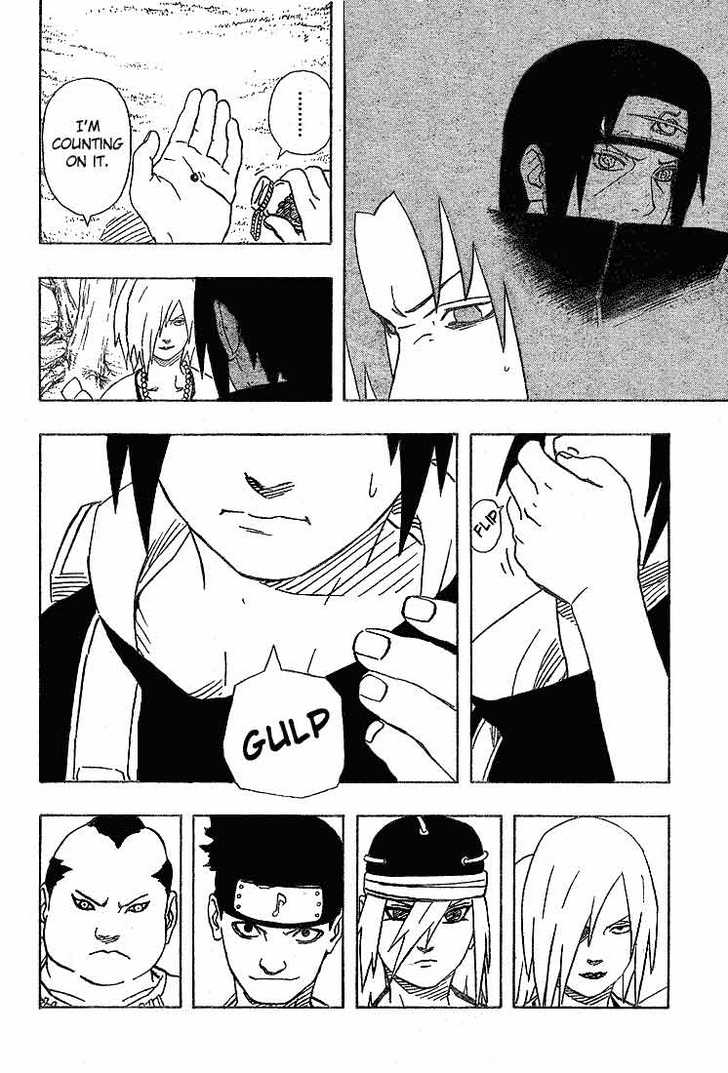 .........
I'M
COUNTING
ON IT.
FLIP
GULP